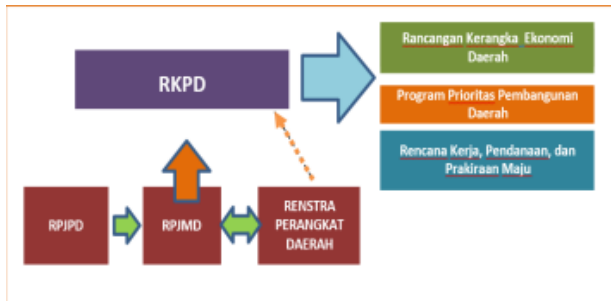 RKPD
Rancangan Kerangka Ekonomi
Daerah
Program Prioritas Pembangunan
Daerah
Rencana Kerja, Pendanaan, dan
Prakiraan Maju
RPJPD
RPJMD
RENSTRA
PERANGKAT
DAERAH